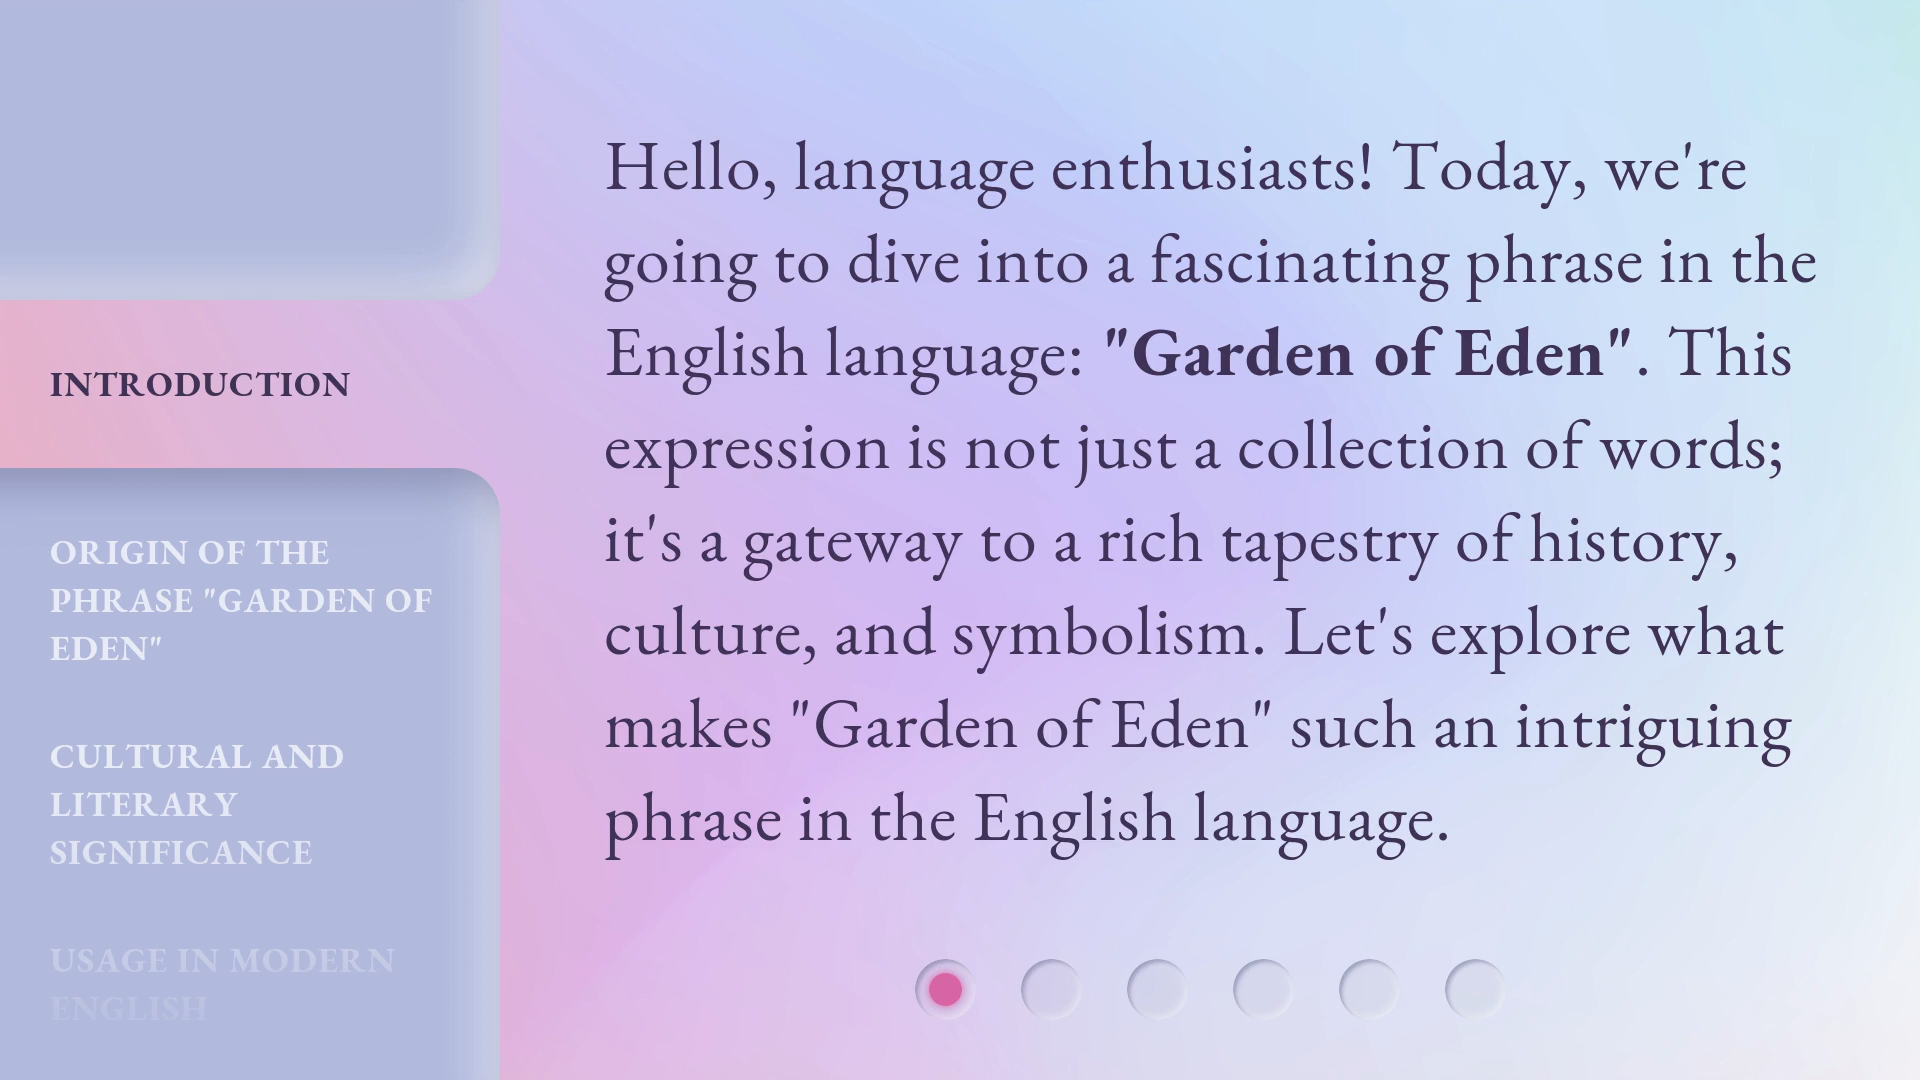 INTRODUCTION
ORIGIN OF THE
PHRASE "GARDEN OF
EDEN"
CULTURAL AND
LITERARY
SIGNIFICANCE
USAGE IN MODERN
ENGLISH
Hello, language enthusiasts! Today, we're
going to dive into a fascinating phrase in the
English language: "Garden of Eden". This
expression is not just a collection of words;
it's a gateway to a rich tapestry of history,
culture, and symbolism. Let's explore what
makes "Garden of Eden" such an intriguing
phrase in the English language.